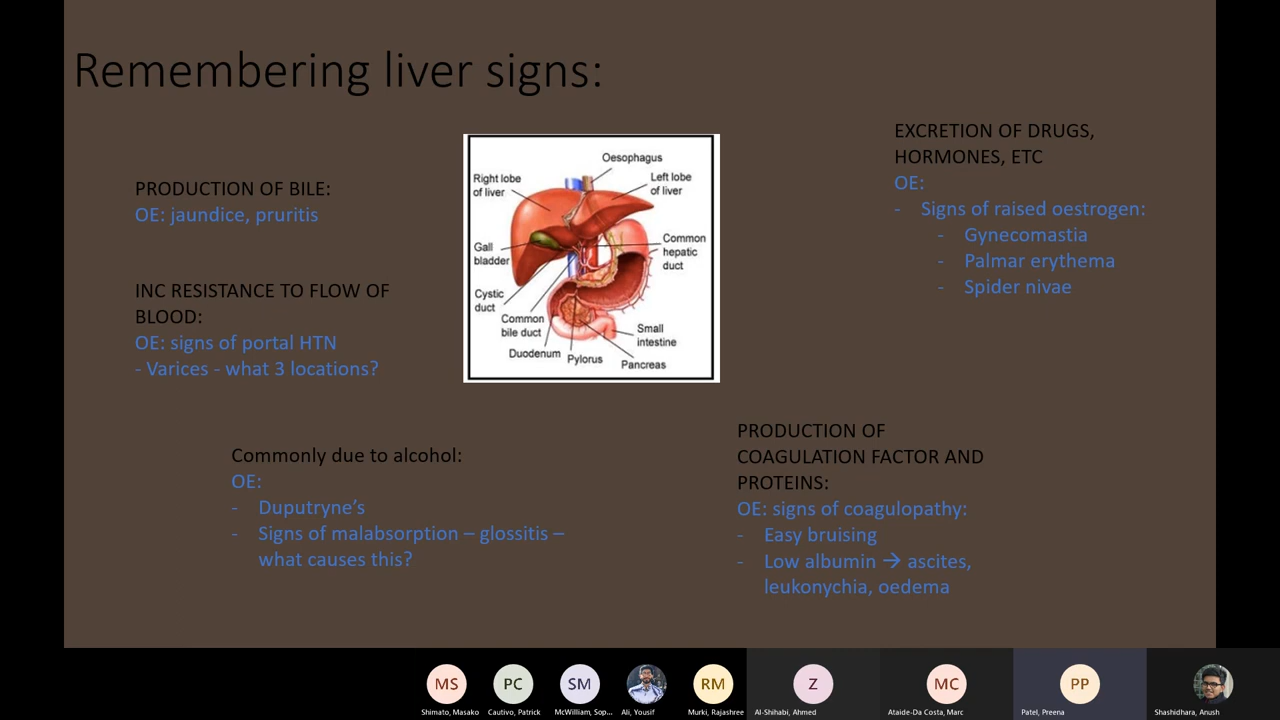 Remembering liver signs:
PRODUCTION OF BILE:
OE: jaundice, pruritis
INC RESISTANCE TO FLOW OF
BLOOD:
OE: signs of portal HTN
- Varices - what 3 locations?
Oesophagus
Right lobe
of liver
Left lobe
of liver
Gall
bladder
Common
hepatic
duct
Cystic
duct
Common
bile duct
Small
intestine
Duodenum
Pylorus
Pancreas
EXCRETION OF DRUGS,
HORMONES, ETC
OE:
- Signs of raised oestrogen:
- Gynecomastia
- Palmar erythema
- Spider nivae
Commonly due to alcohol:
OE:
- Duputryne’s
- Signs of malabsorption – glossitis –
what causes this?
PRODUCTION OF
COAGULATION FACTOR AND
PROTEINS:
OE: signs of coagulopathy:
- Easy bruising
- Low albumin → ascites,
leukonychia, oedema
MS
PC
SM
RM
Z
MC
PP
Shimato, Masako
Cautivo, Patrick
McWilliam, Sop...
Ali, Yousif
Murki, Rajashree
Al-Shihabi, Ahmed
Ataide-Da Costa, Marc
Patel, Preena
Shashidhara, Anush